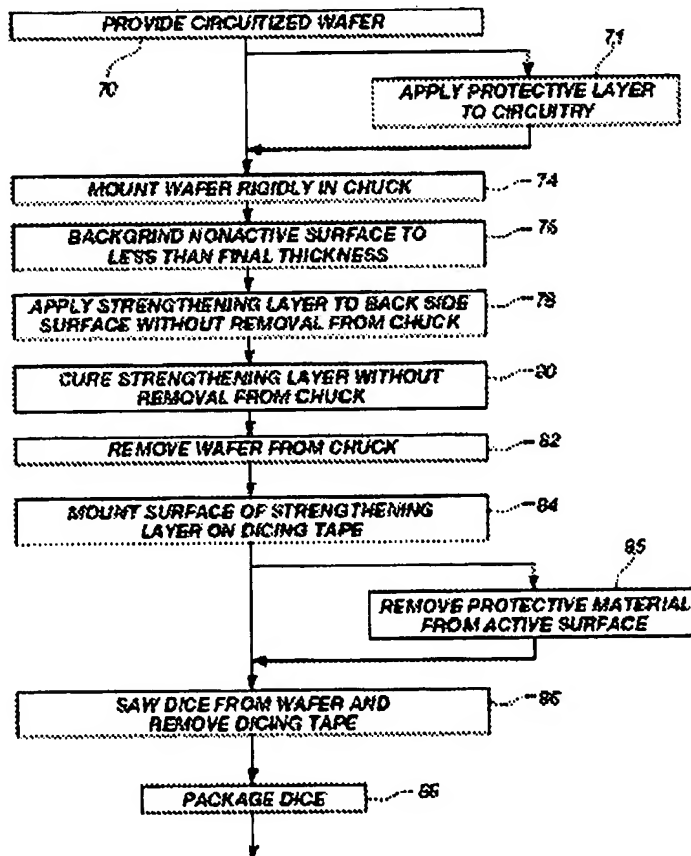 PROVIDE CIRCUITIZED WAFER
70
71
APPLY PROTECTIVE LAYER
TO CIRCUITRY
MOUNT WAFER RIGIDLY IN CHUCK
74
BACKGRIND NONACTIVE SURFACE TO
LESS THAN FINAL THICKNESS
76
APPLY STRENGTHENING LAYER TO BACK SIDE
SURFACE WITHOUT REMOVAL FROM CHUCK
78
CURE STRENGTHENING LAYER WITHOUT
REMOVAL FROM CHUCK
80
REMOVE WAFER FROM CHUCK
82
MOUNT SURFACE OF STRENGTHENING
LAYER ON DICING TAPE
84
REMOVE PROTECTIVE MATERIAL
FROM ACTIVE SURFACE
SAW DICE FROM WAFER AND
REMOVE DICING TAPE
PACKAGE DICE